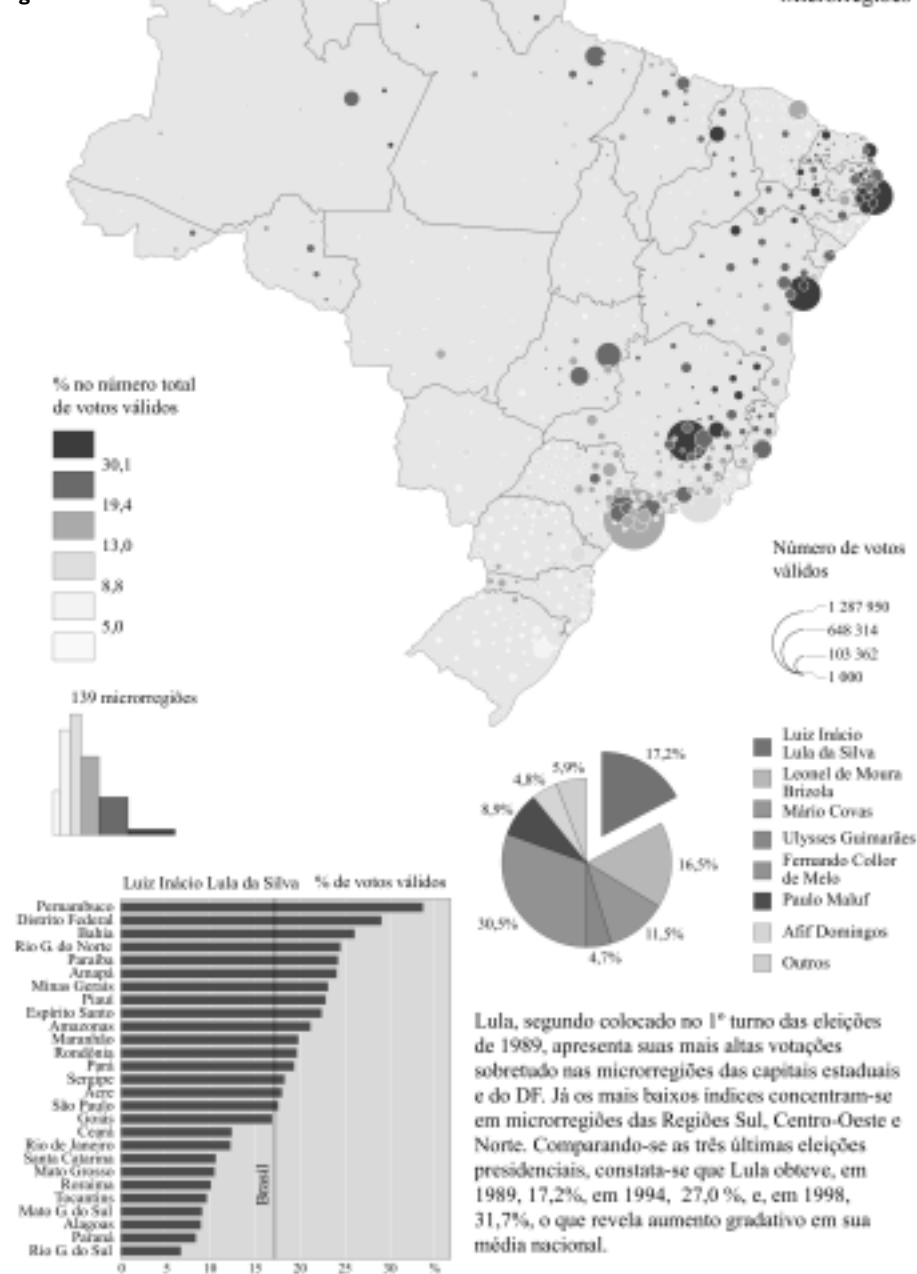 Microrregiões
% no número total
de votos válidos
30,1
19,4
13,0
8,8
5,0
Número de votos
válidos
1 287 950
648 314
103 362
1 000
139 microrregiões
17,2%
16,5%
11,5%
4,7%
30,5%
8,9%
4,8%
5,9%
Luiz Inácio
Lula da Silva
Leonel de Moura
Brizola
Mário Covas
Ulysses Guimarães
Fernando Collor
de Melo
Paulo Maluf
Afif Domingos
Outros
Luiz Inácio Lula da Silva % de votos válidos
Pernambuco
Distrito Federal
Bahia
Rio G. do Norte
Paraíba
Amapá
Minas Gerais
Piauí
Espírito Santo
Amazonas
Maranhão
Rondônia
Pará
Sergipe
Acre
São Paulo
Goiás
Ceará
Rio de Janeiro
Santa Catarina
Mato Grosso
Roraima
Tocantins
Mato G. do Sul
Alagoas
Paraná
Rio G. do Sul
Brasil
0 5 10 15 20 25 30 %
Lula, segundo colocado no 1º turno das eleições
de 1989, apresenta suas mais altas votações
sobretudo nas microrregiões das capitais estaduais
e do DF. Já os mais baixos índices concentram-se
em microrregiões das Regiões Sul, Centro-Oeste e
Norte. Comparando-se as três últimas eleições
presidenciais, constata-se que Lula obteve, em
1989, 17,2%, em 1994, 27,0 %, e, em 1998,
31,7%, o que revela aumento gradativo em sua
média nacional.